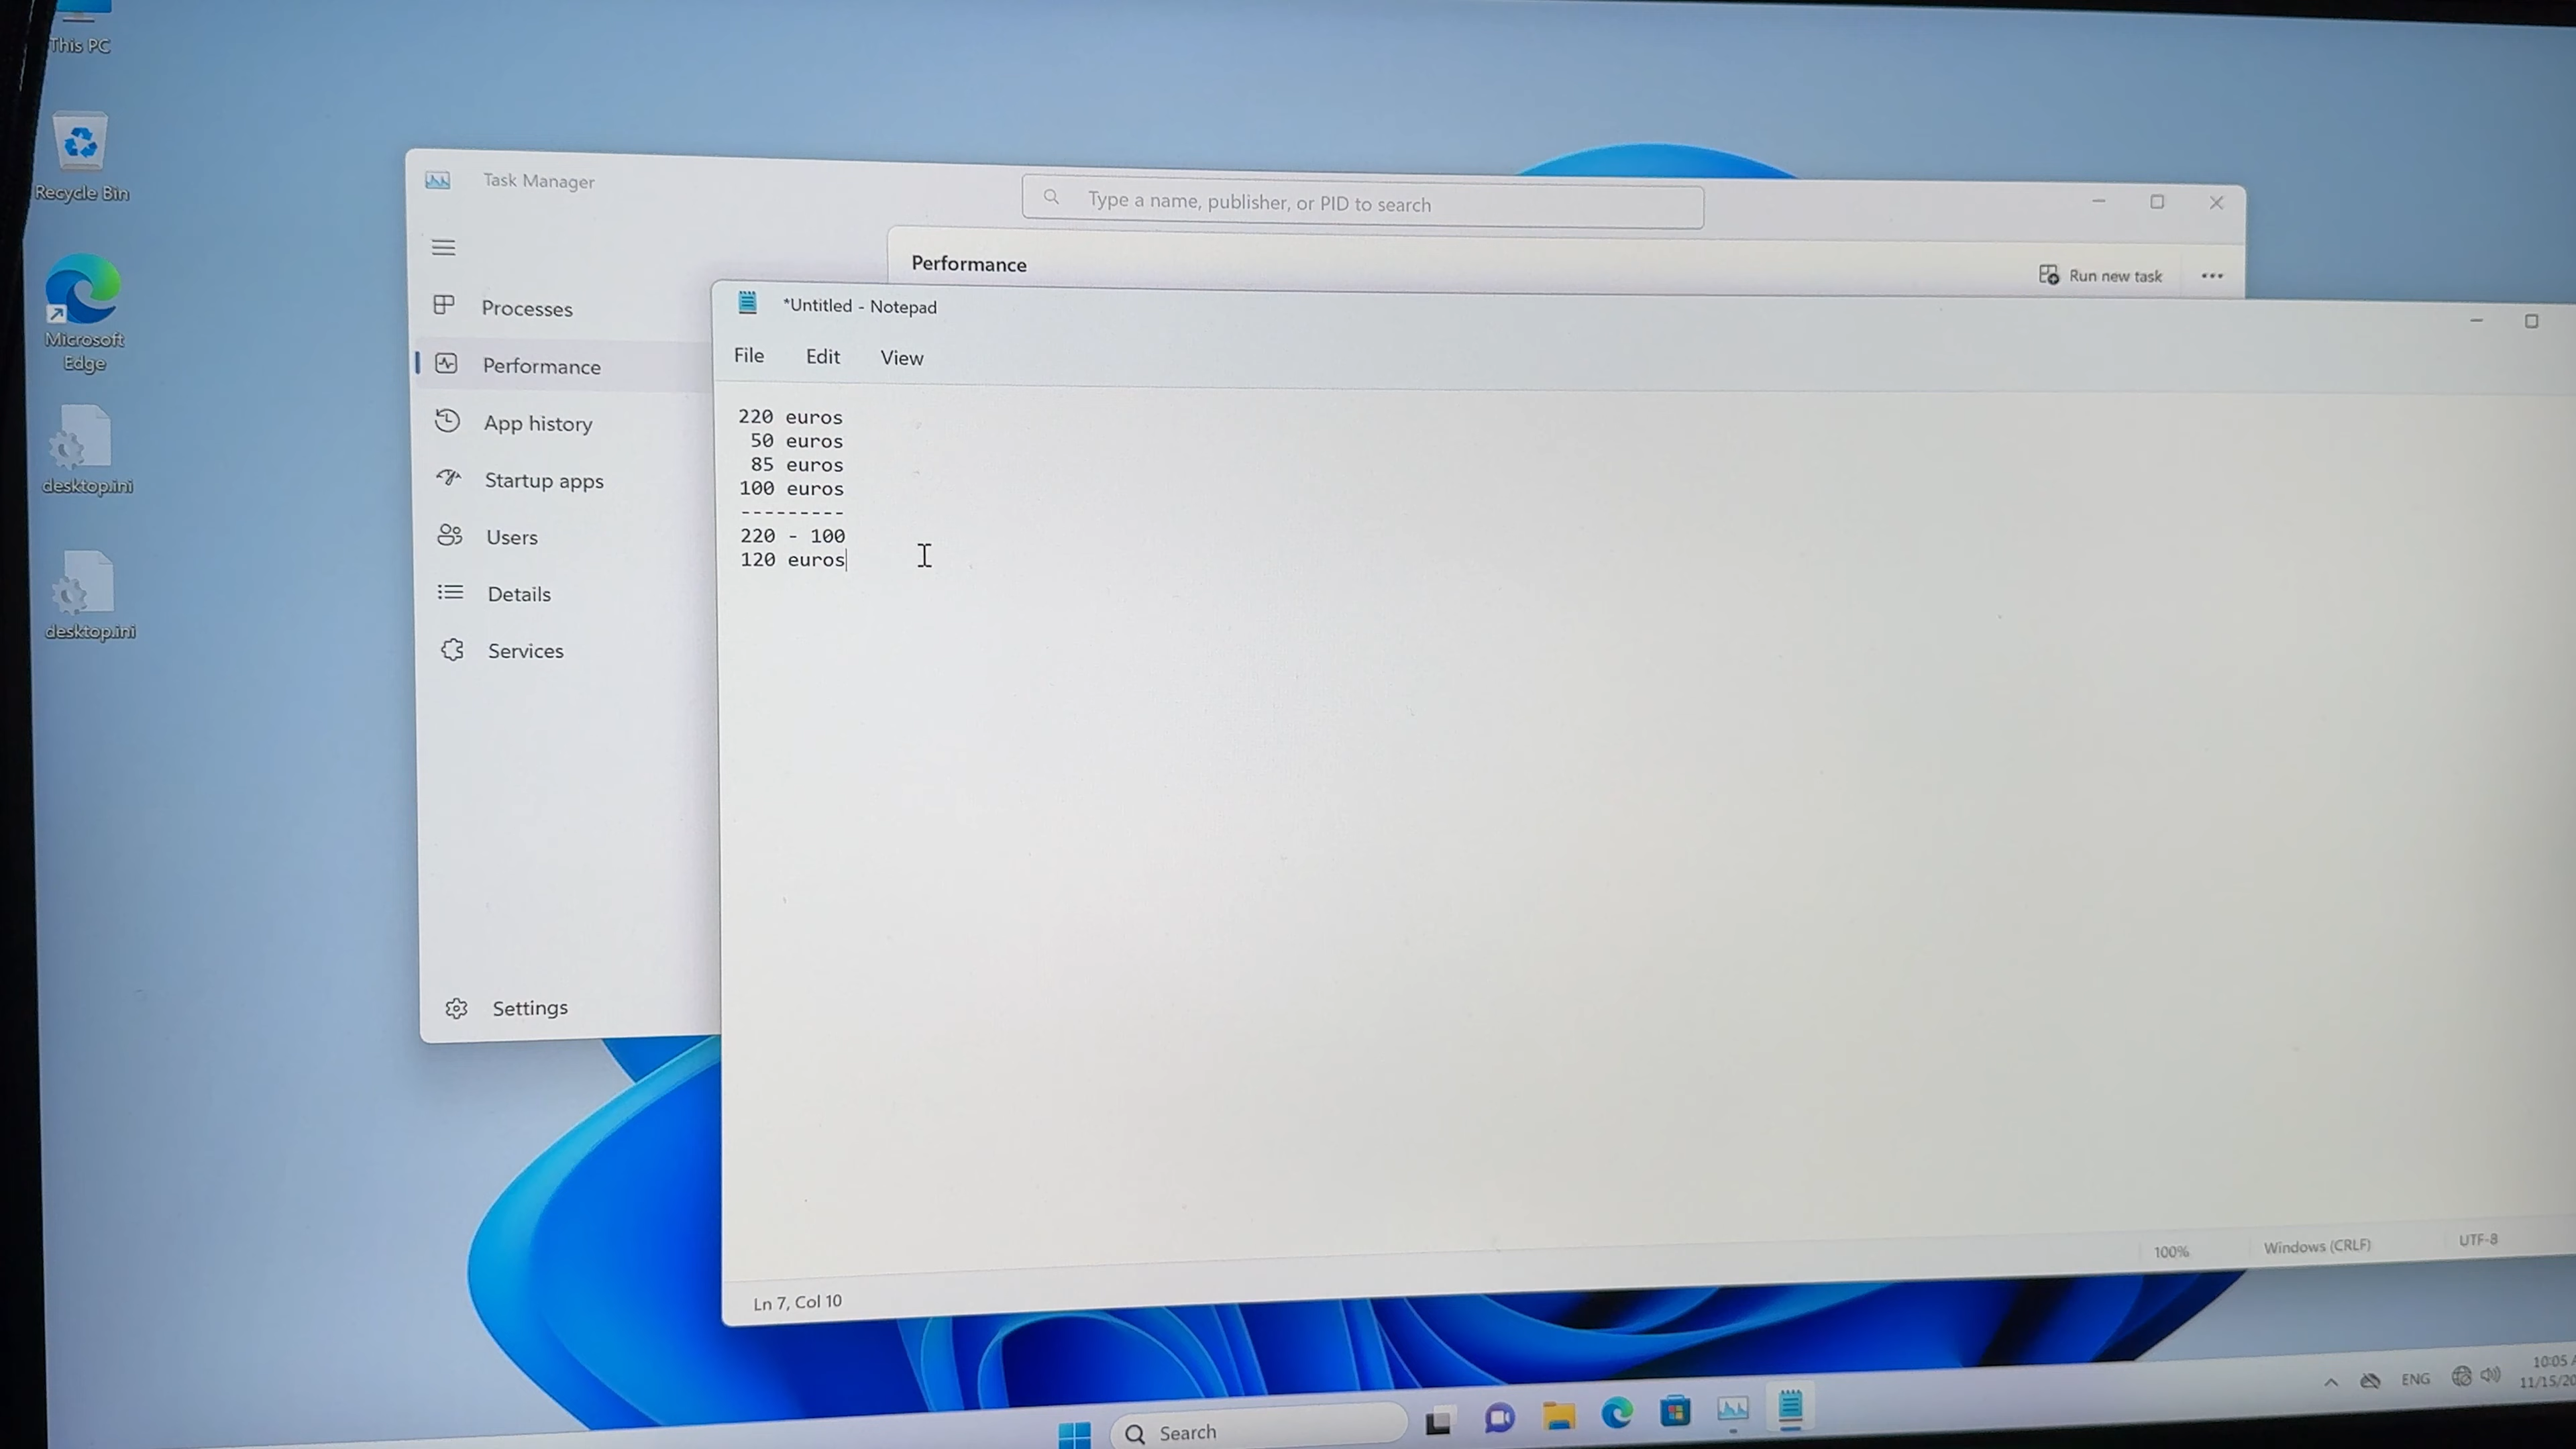 This PC
Recycle Bin
Microsoft
Edge
desktop.ini
desktop.ini
Task Manager
Type a name, publisher, or PID to search
Performance
Run new task
Processes
Performance
App history
Startup apps
Users
Details
Services
Settings
*Untitled - Notepad
File Edit View
220 euros
50 euros
85 euros
100 euros
---------
220 - 100
120 euros
Ln 7, Col 10
100%
Windows (CRLF)
UTF-8
Search
ENG
10:05
11/15/20